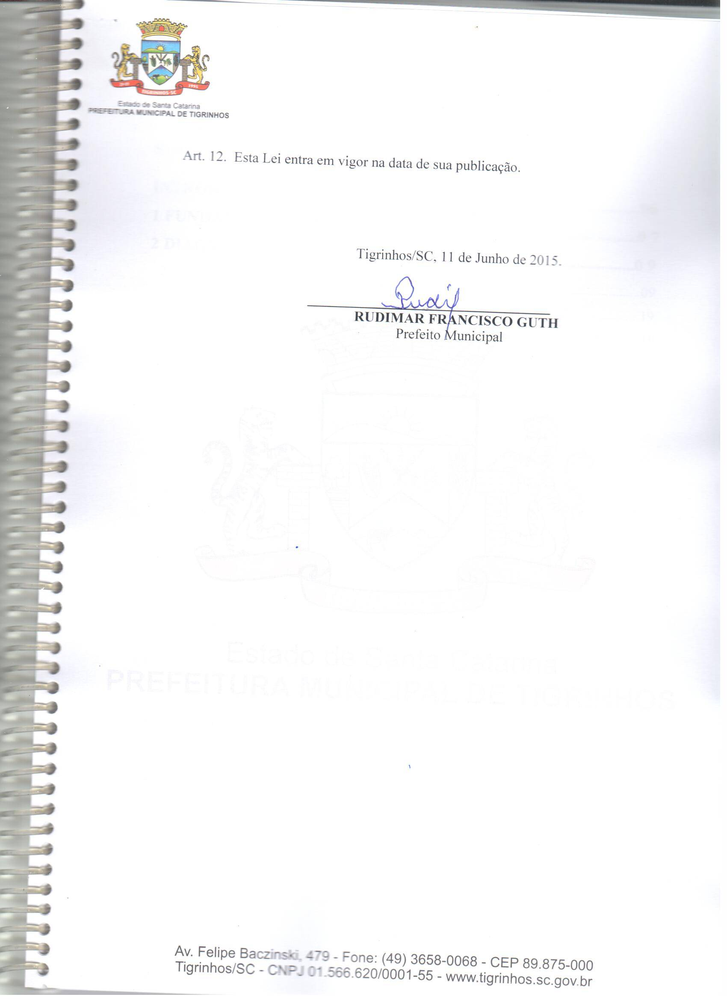 1995
TIGRINHOS-SC
Estado de Santa Catarina
PREFEITURA MUNICIPAL DE TIGRINHOS
Art. 12.  Esta Lei entra em vigor na data de sua publicação.
Tigrinhos/SC, 11 de Junho de 2015.
RUDIMAR FRANCISCO GUTH
Prefeito Municipal
Estado de Santa Catarina
PREFEITURA MUNICIPAL DE TIGRINHOS
Av. Felipe Baczinski, 479 - Fone: (49) 3658-0068 - CEP 89.875-000
Tigrinhos/SC - CNPJ 01.566.620/0001-55 - www.tigrinhos.sc.gov.br